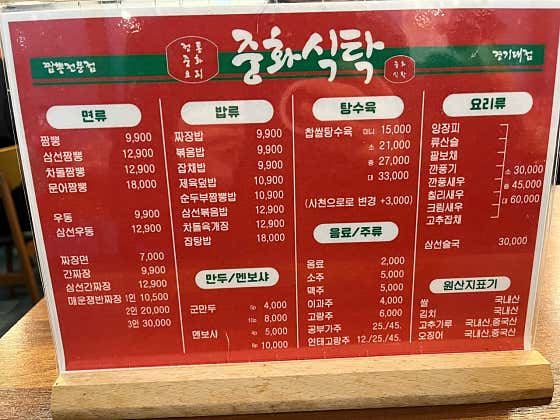 짬뽕전문점
정통
중화
요리
중화식탁
중화
식탁
경기대점
면류
짬뽕 9,900
삼선짬뽕 12,900
차돌짬뽕 12,900
문어짬뽕 18,000
우동 9,900
삼선우동 12,900
짜장면 7,000
간짜장 9,900
삼선간짜장 12,900
매운쟁반짜장 1인 10,500
2인 20,000
3인 30,000
밥류
짜장밥 9,900
볶음밥 9,900
잡채밥 9,900
제육덮밥 10,900
순두부짬뽕밥 10,900
삼선볶음밥 12,900
차돌육개장 12,900
잡탕밥 18,000
만두/멘보샤
군만두 5p 4,000
10p 8,000
멘보샤 4p 5,000
8p 10,000
탕수육
찹쌀탕수육 미니 15,000
소 21,000
중 27,000
대 33,000
(사천으로로 변경 +3,000)
음료/주류
음료 2,000
소주 5,000
맥주 5,000
이과주 4,000
고량주 6,000
공부가주 25./45.
연태고량주 12./25./45.
요리류
양장피
류산슬
팔보채
깐풍기
깐풍새우
칠리새우
크림새우
고추잡채
소 30,000
중 45,000
대 60,000
삼선술국 30,000
원산지표기
쌀 국내산
김치 국내산
고추가루 국내산,중국산
오징어 국내산,중국산